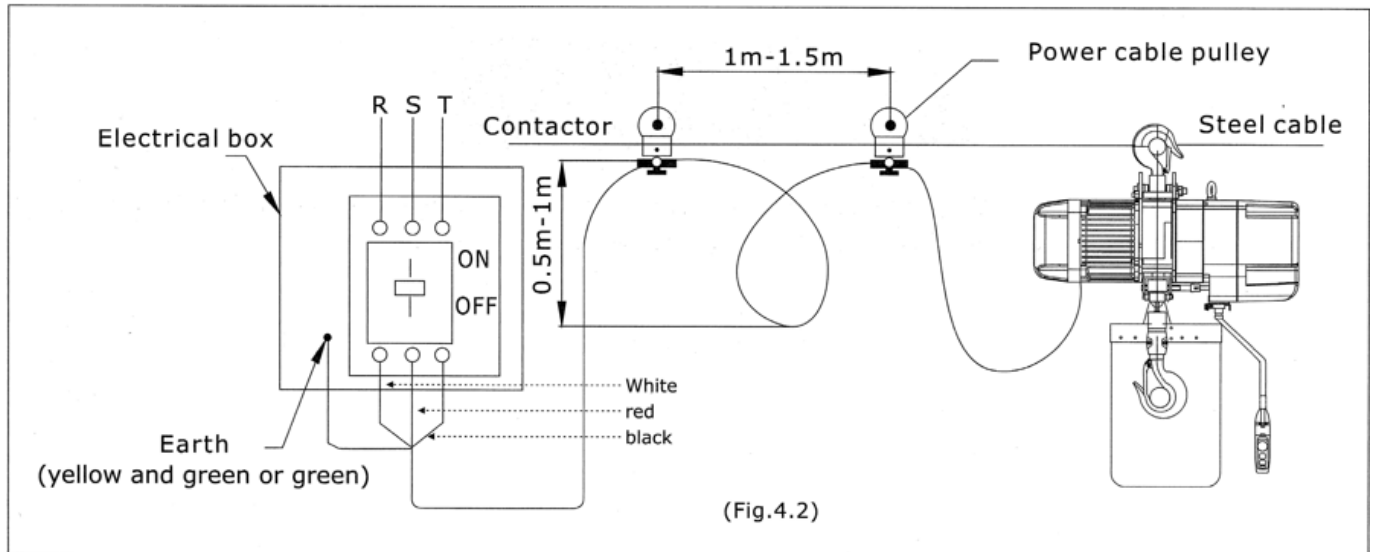 1m-1.5m
Power cable pulley
R S T
Electrical box
Contactor
Steel cable
0.5m-1m
ON
OFF
White
red
black
Earth
(yellow and green or green)
(Fig.4.2)